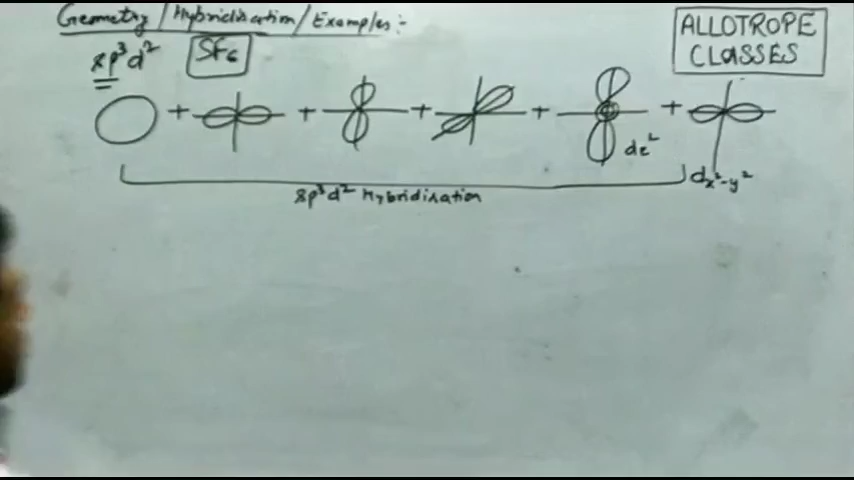 Geometry / Hybridisation / Examples :-
ALLOTROPE
CLASSES
sp³d² SF₆
+ + + + +
dz²
dx²-y²
sp³d² Hybridisation